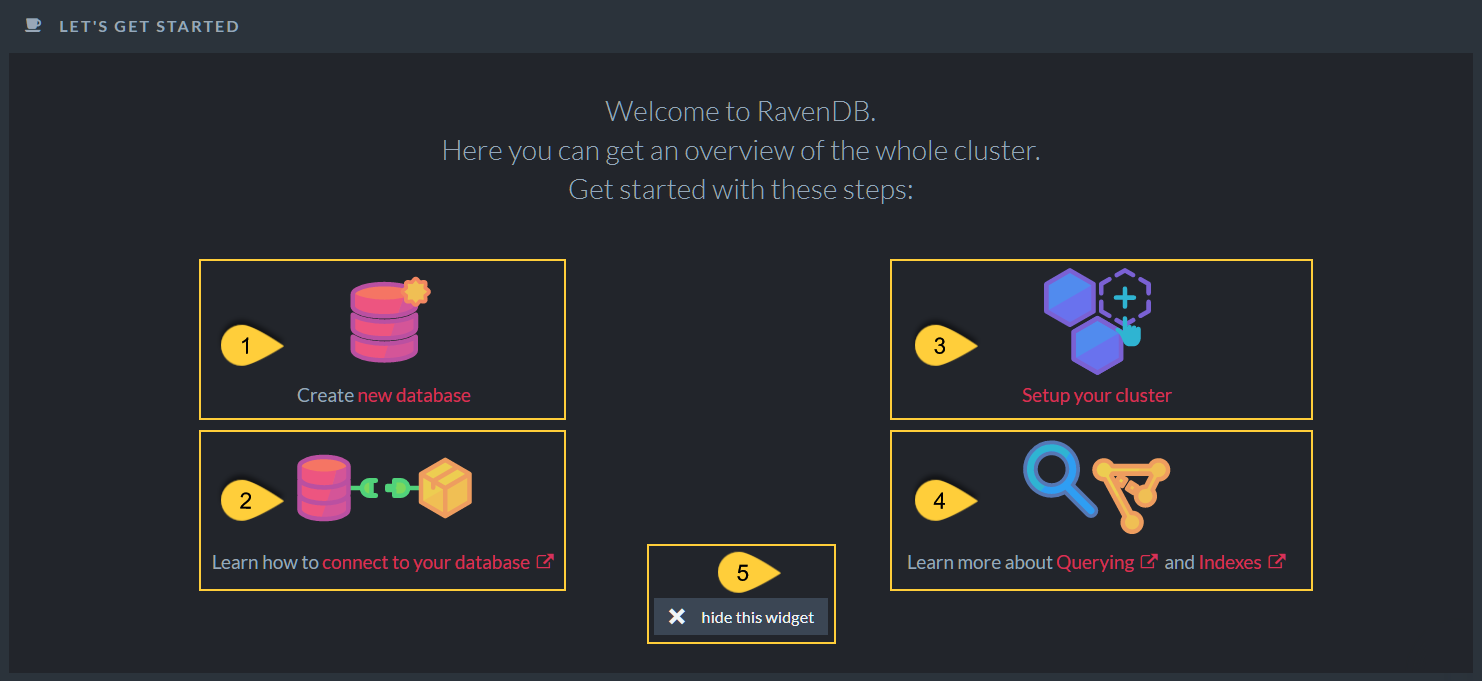 LET'S GET STARTED
Welcome to RavenDB.
Here you can get an overview of the whole cluster.
Get started with these steps:
1
Create new database
2
Learn how to connect to your database
3
Setup your cluster
4
Learn more about Querying and Indexes
5
hide this widget